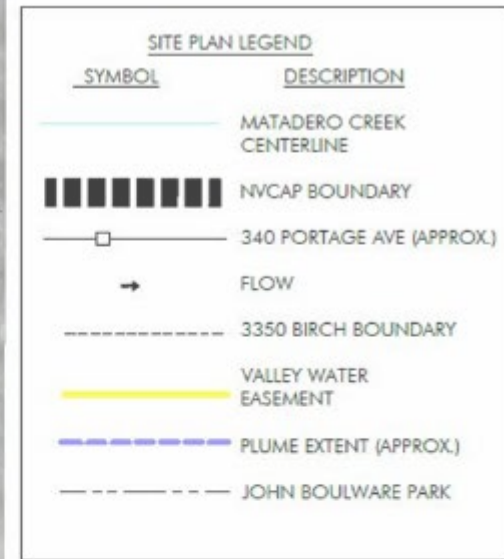 SITE PLAN LEGEND
SYMBOL DESCRIPTION
MATADERO CREEK
CENTERLINE
NVCAP BOUNDARY
340 PORTAGE AVE (APPROX.)
FLOW
3350 BIRCH BOUNDARY
VALLEY WATER
EASEMENT
PLUME EXTENT (APPROX.)
JOHN BOULWARE PARK